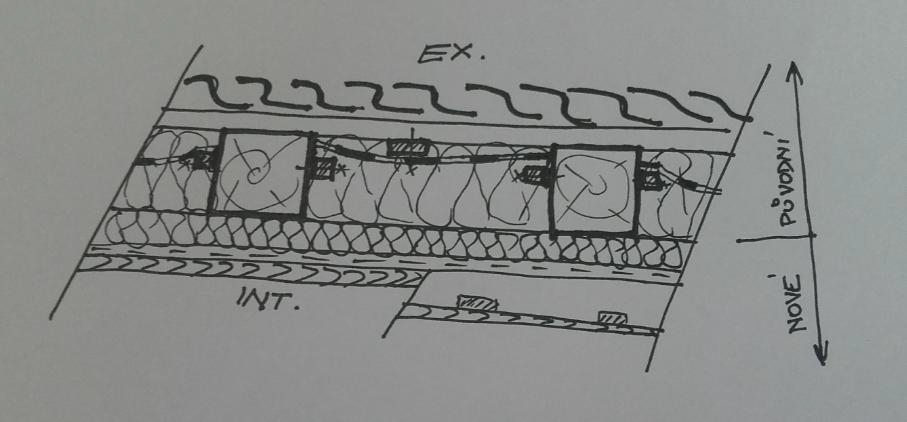 EX.
PŮVODNÍ
INT.
NOVÉ